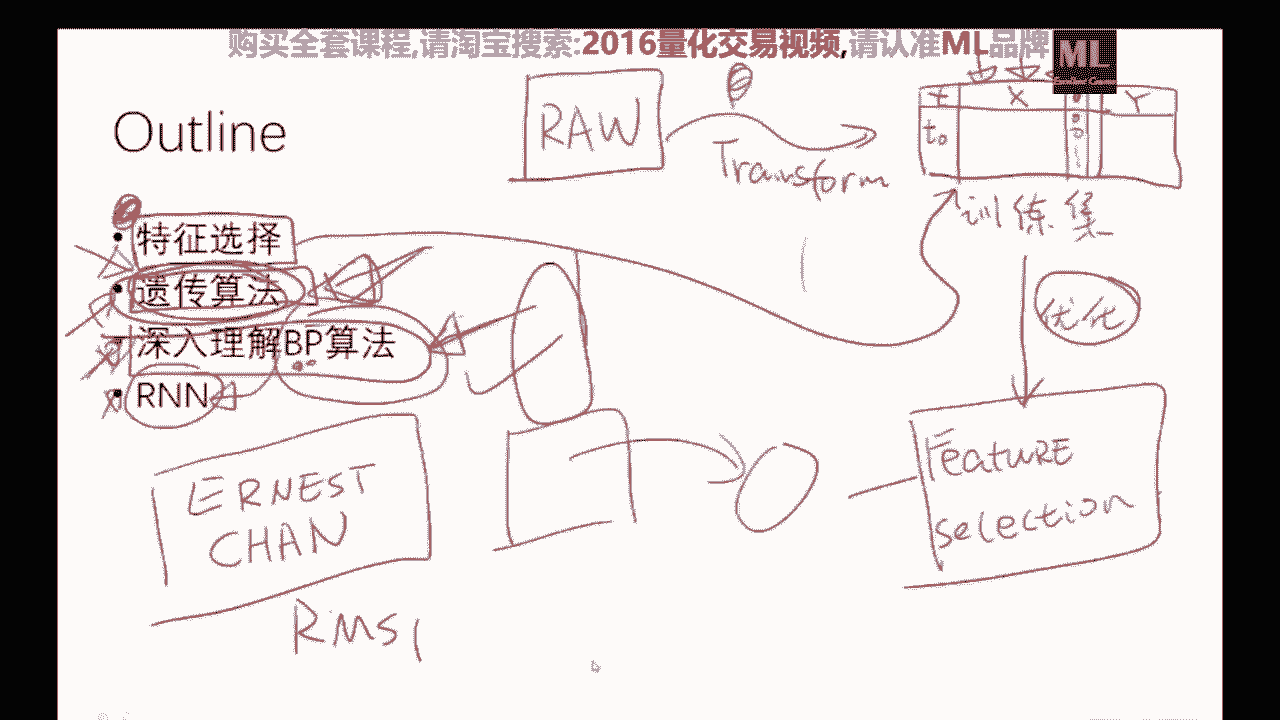 购买全套课程,请淘宝搜索:2016量化交易视频,请认准ML品牌
ML
Outline
RAW
Transform
t
X
Y
t0
训练集
• 特征选择
• 遗传算法
• 深入理解BP算法
• RNN
优化
Feature
selection
ERNEST
CHAN
RMS